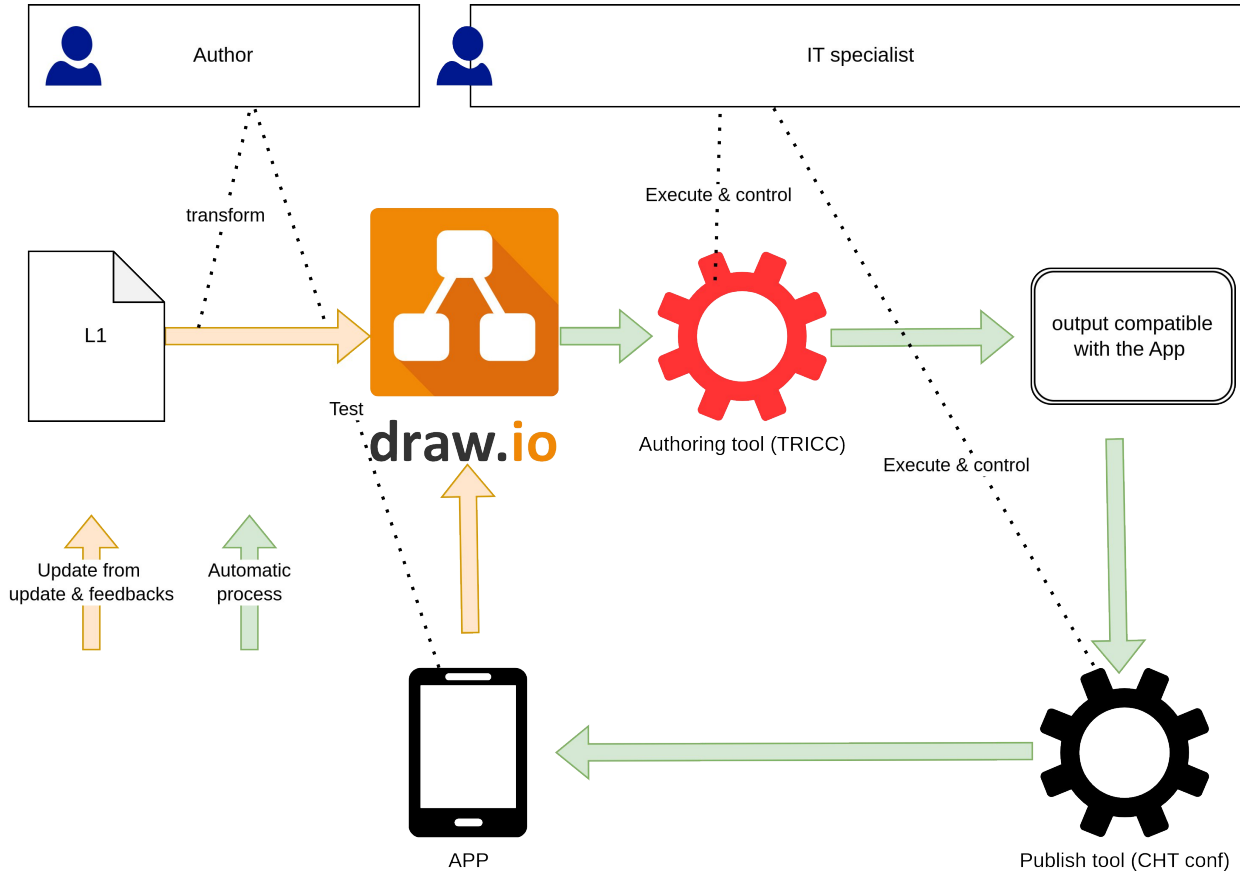 Author
IT specialist
transform
Execute & control
L1
output compatible
with the App
Test
draw.io
Authoring tool (TRICC)
Execute & control
Update from
update & feedbacks
Automatic
process
APP
Publish tool (CHT conf)